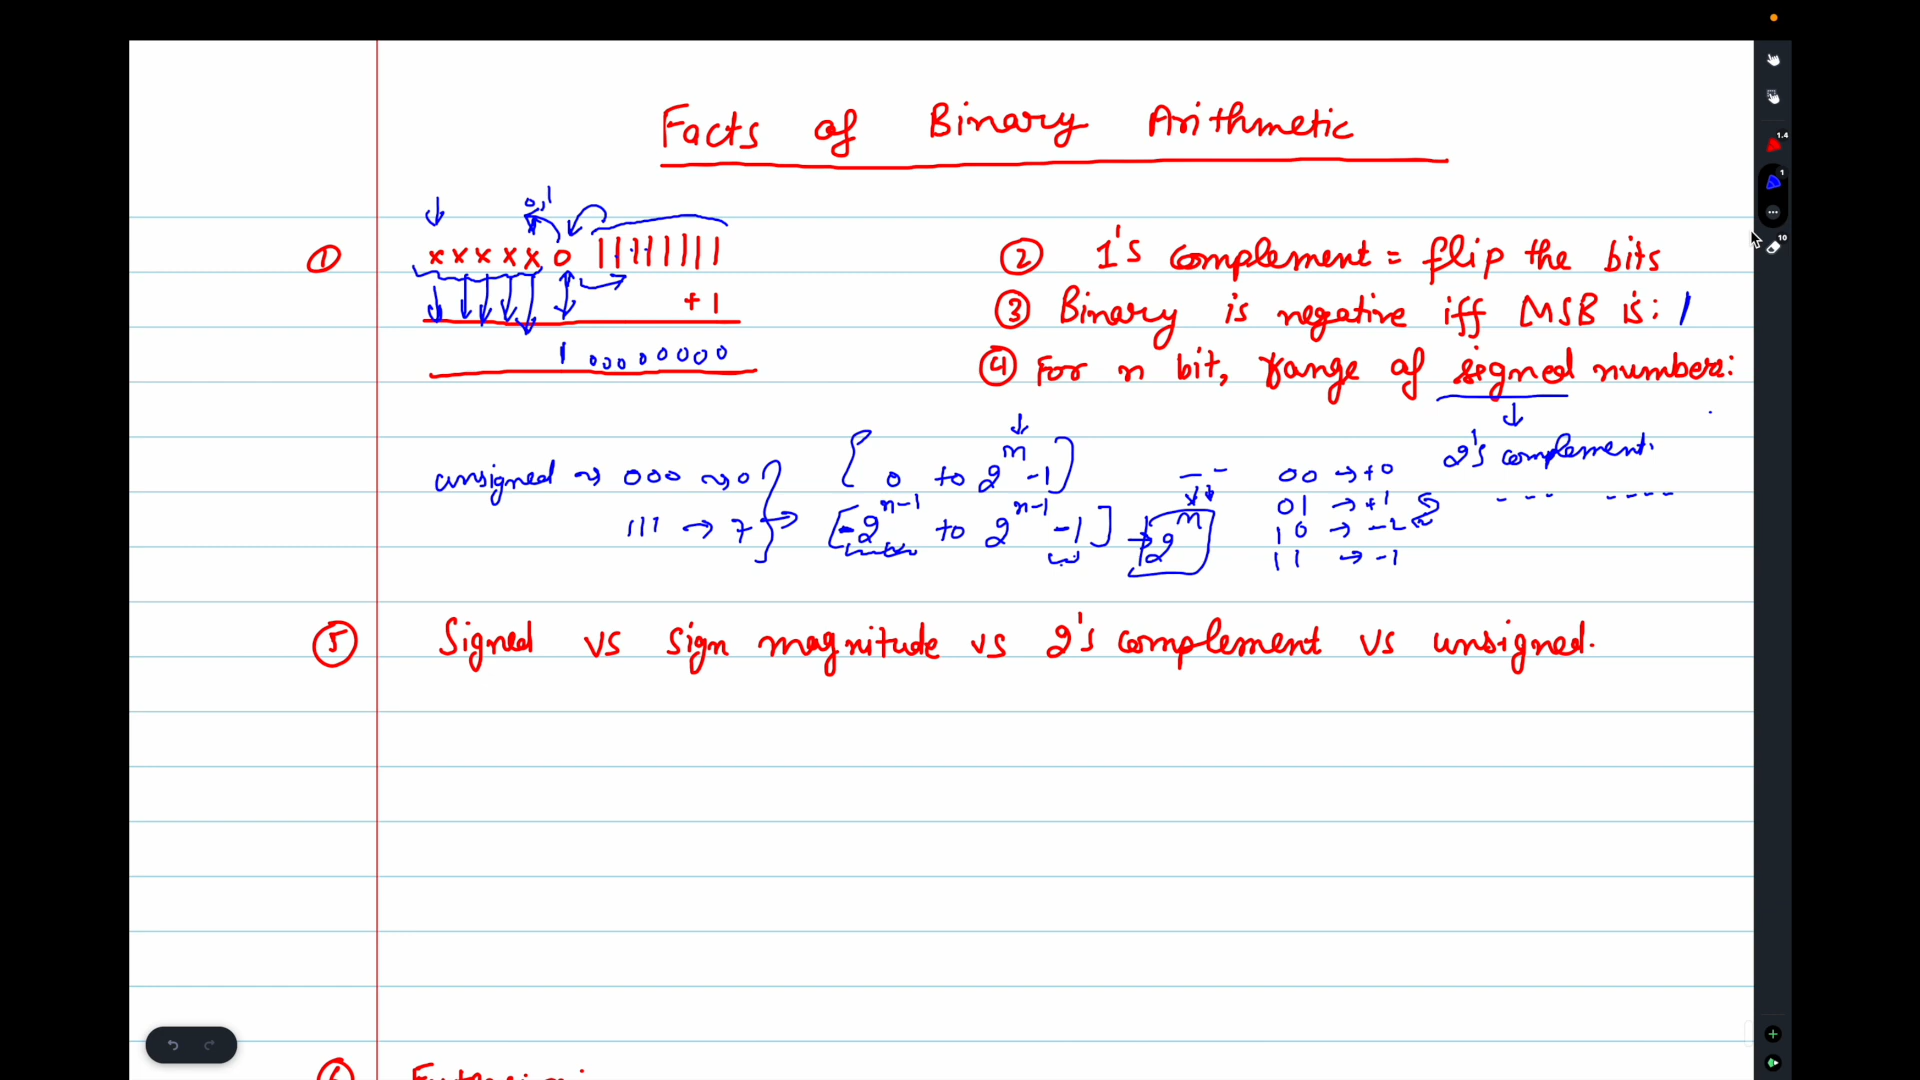 Facts of Binary Arithmetic
0,1
① x x x x x 0 1 1 1 1 1 1 1 1
+ 1
1 0 0 0 0 0 0 0 0
② 1's complement = flip the bits
③ Binary is negative iff MSB is: 1
④ For n bit, range of signed numbers:
2's complement.
unsigned → 000 → 0
111 → 7
[0 to 2^n -1]
[-2^n-1 to 2^n-1 -1] → 2^n
00 → +0
01 → +1
10 → -2
11 → -1
⑤ Signed vs Sign magnitude vs 2's complement vs unsigned.